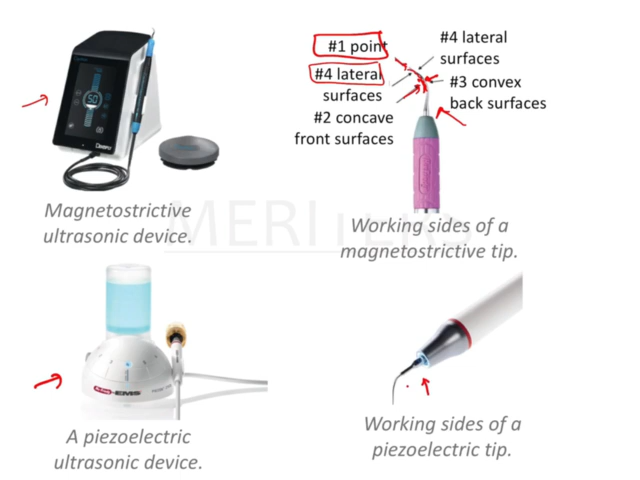 #1 point
#4 lateral
surfaces
#2 concave
front surfaces
#4 lateral
surfaces
#3 convex
back surfaces
50
Magnetostrictive
ultrasonic device.
Working sides of a
magnetostrictive tip.
MERITERS
EMS
A piezoelectric
ultrasonic device.
Working sides of a
piezoelectric tip.